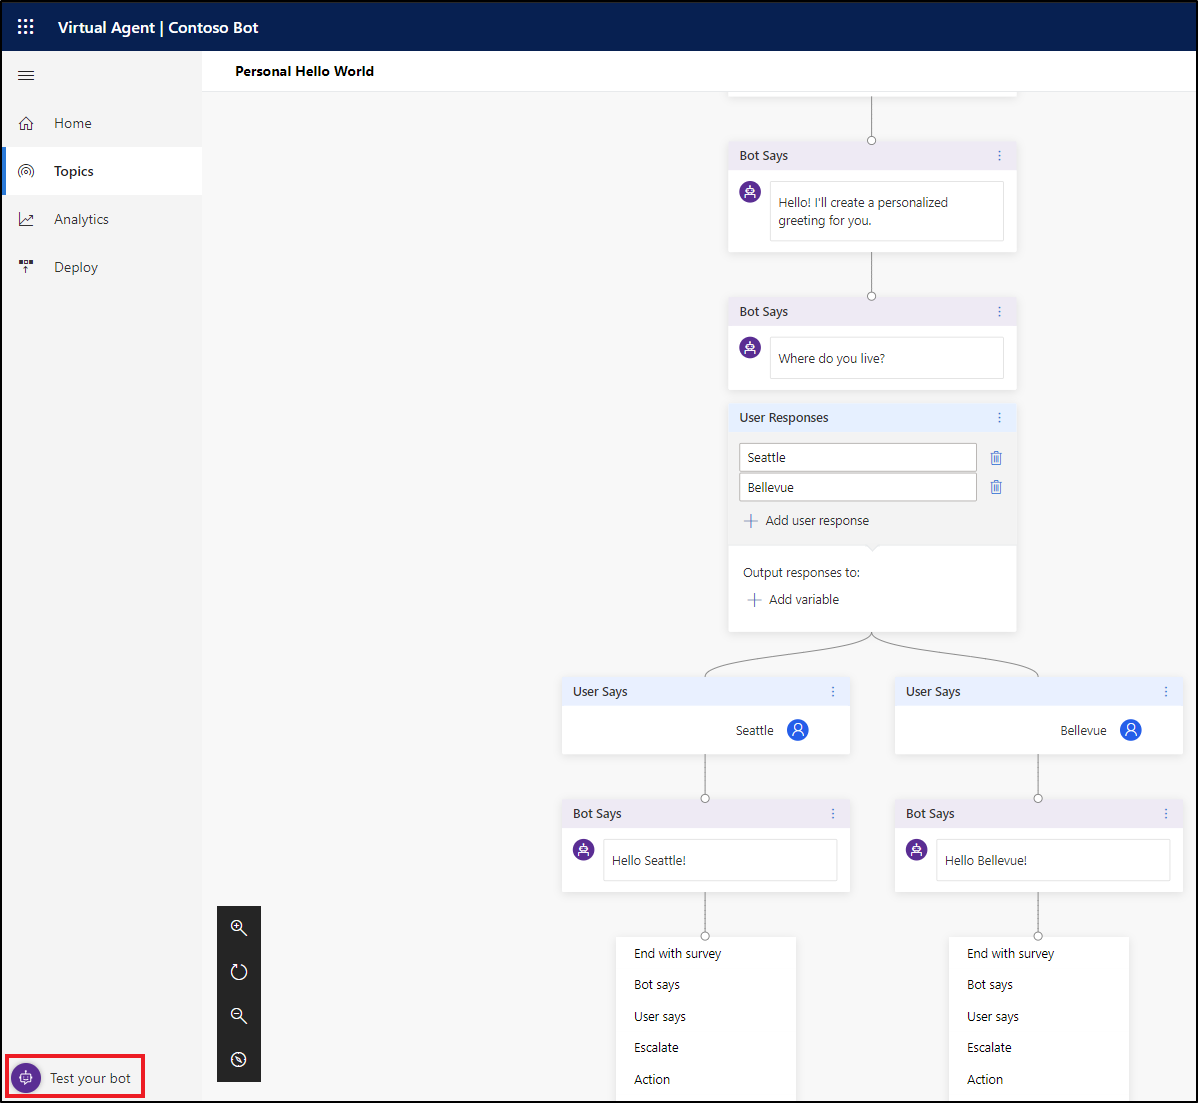 Virtual Agent | Contoso Bot
Personal Hello World
Home
Topics
Analytics
Deploy
Bot Says
Hello! I'll create a personalized
greeting for you.
Bot Says
Where do you live?
User Responses
Seattle
Bellevue
Add user response
Output responses to:
Add variable
User Says
Seattle
Bot Says
Hello Seattle!
End with survey
Bot says
User says
Escalate
Action
User Says
Bellevue
Bot Says
Hello Bellevue!
End with survey
Bot says
User says
Escalate
Action
Test your bot